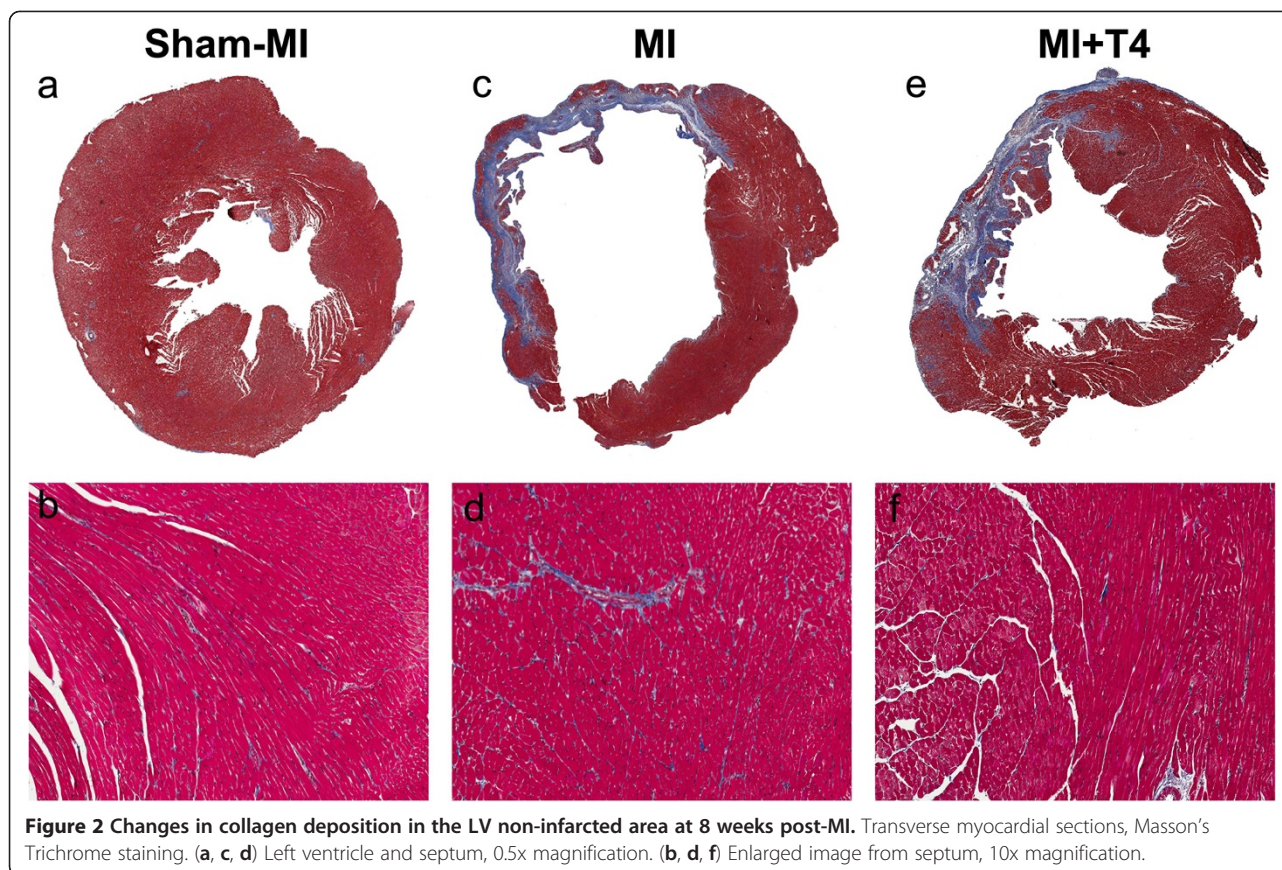 Sham-MI MI MI+T4
a c e
b d f
Figure 2 Changes in collagen deposition in the LV non-infarcted area at 8 weeks post-MI. Transverse myocardial sections, Masson's
Trichrome staining. (a, c, d) Left ventricle and septum, 0.5x magnification. (b, d, f) Enlarged image from septum, 10x magnification.